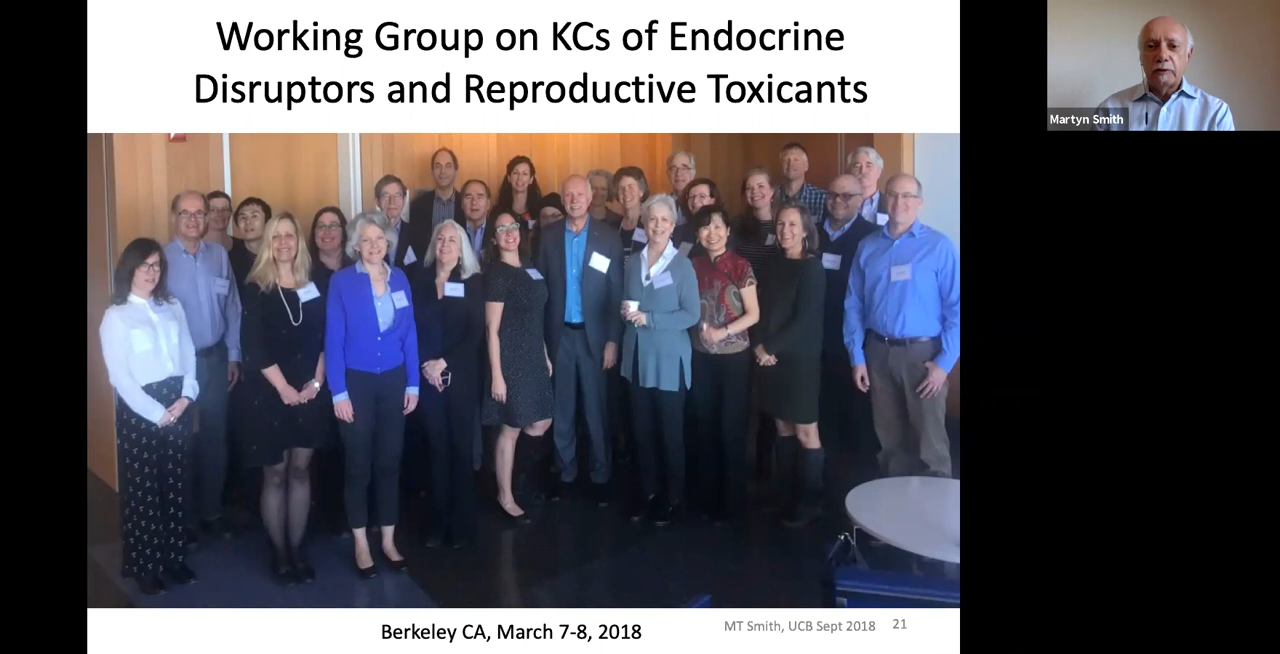 Working Group on KCs of Endocrine
Disruptors and Reproductive Toxicants
Martyn Smith
Berkeley CA, March 7-8, 2018
MT Smith, UCB Sept 2018 21